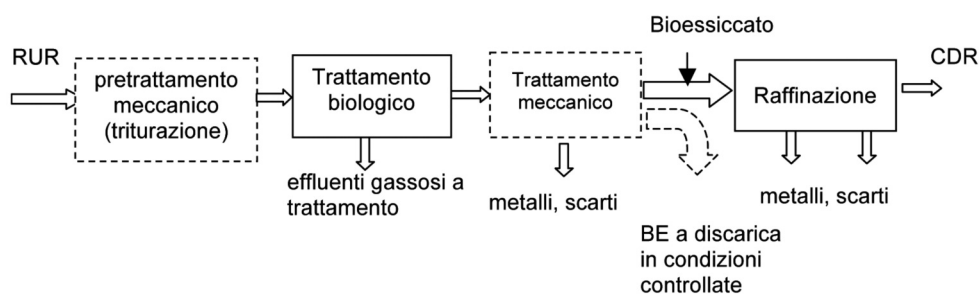 RUR
pretrattamento
meccanico
(triturazione)
Trattamento
biologico
effluenti gassosi a
trattamento
Trattamento
meccanico
metalli, scarti
Bioessiccato
BE a discarica
in condizioni
controllate
Raffinazione
metalli, scarti
CDR